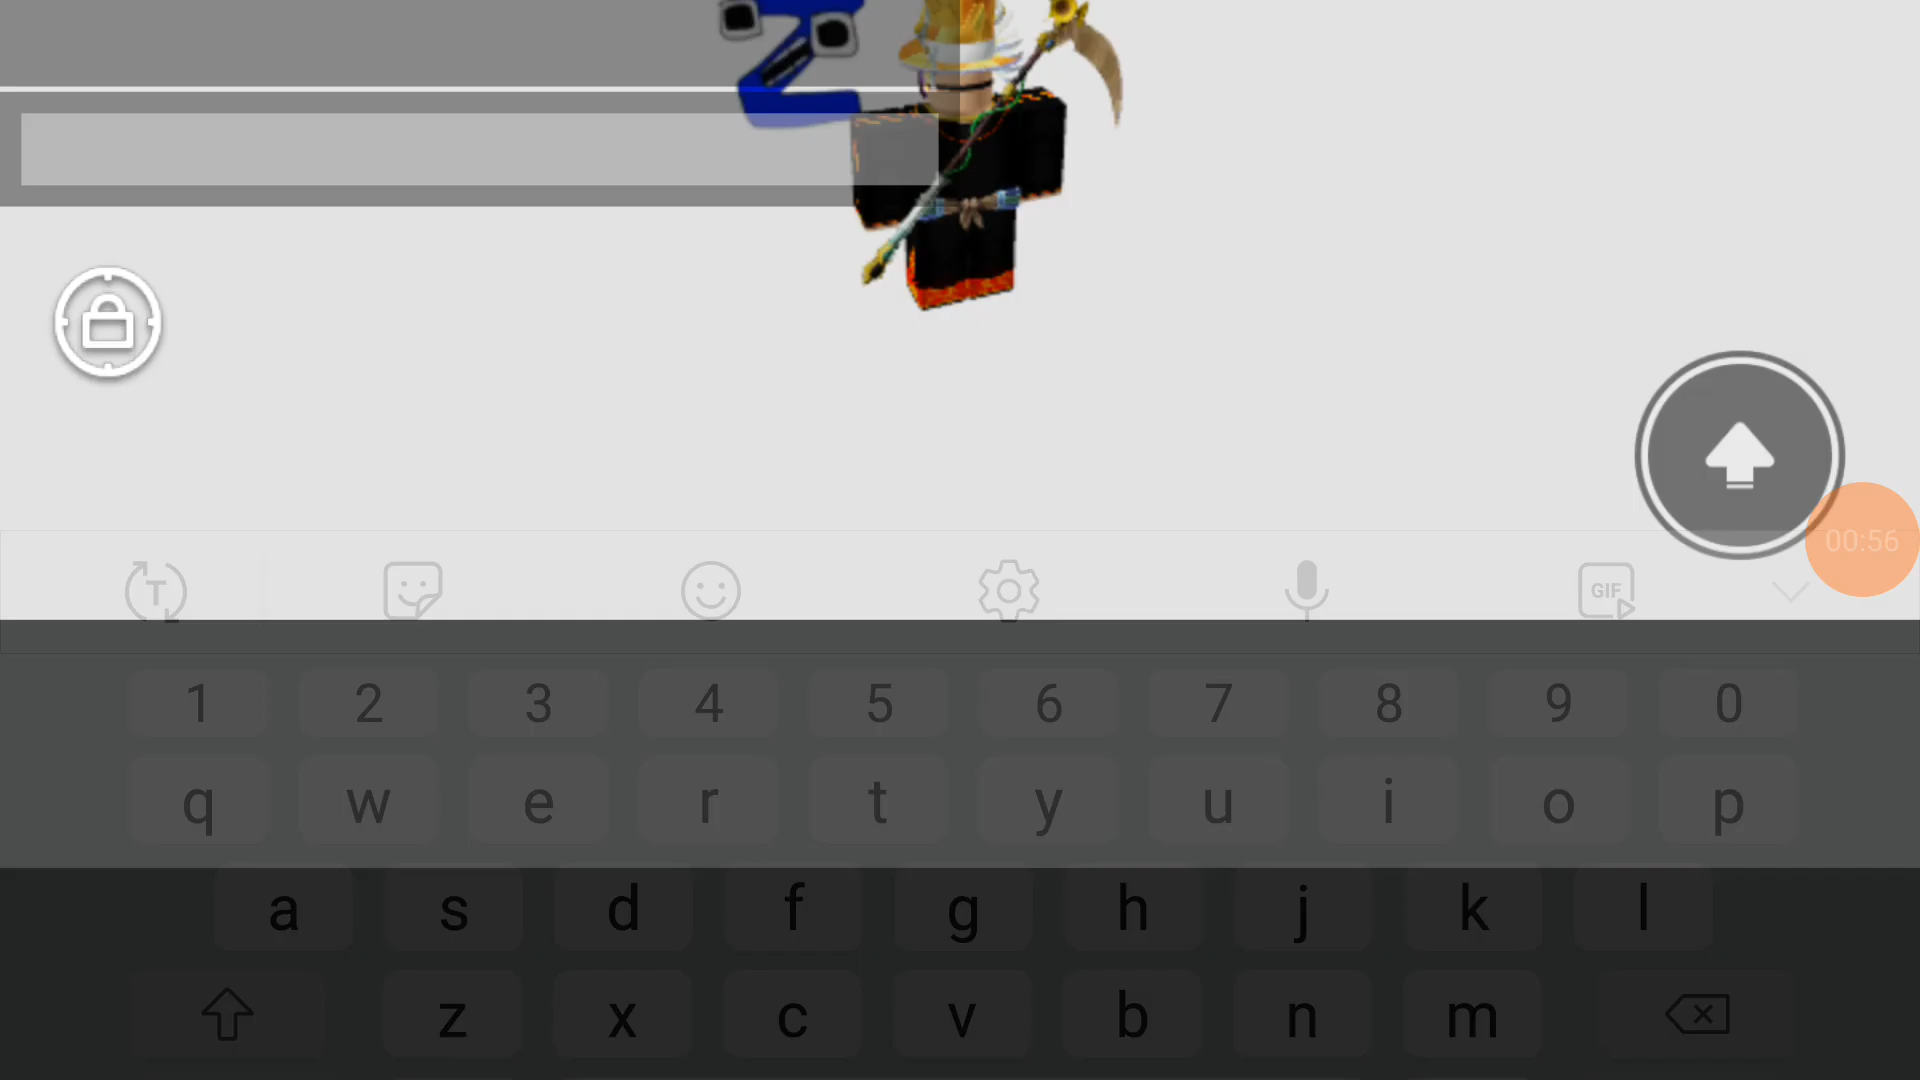 00:56
T
GIF
1 2 3 4 5 6 7 8 9 0
q w e r t y u i o p
a s d f g h j k l
z x c v b n m